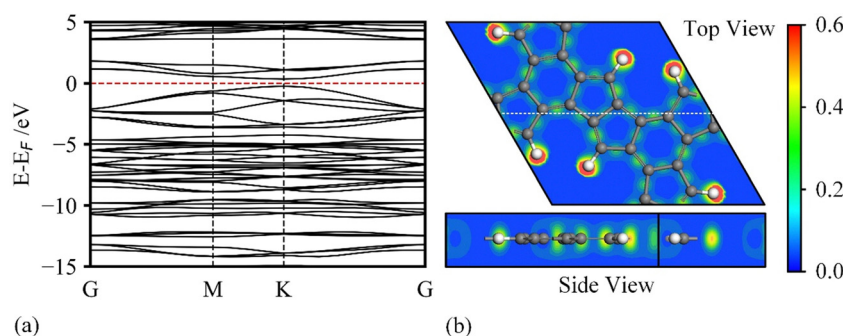 5
0
−5
−10
−15
E-E_F /eV
G M K G
(a)
Top View
Side View
(b)
0.6
0.4
0.2
0.0